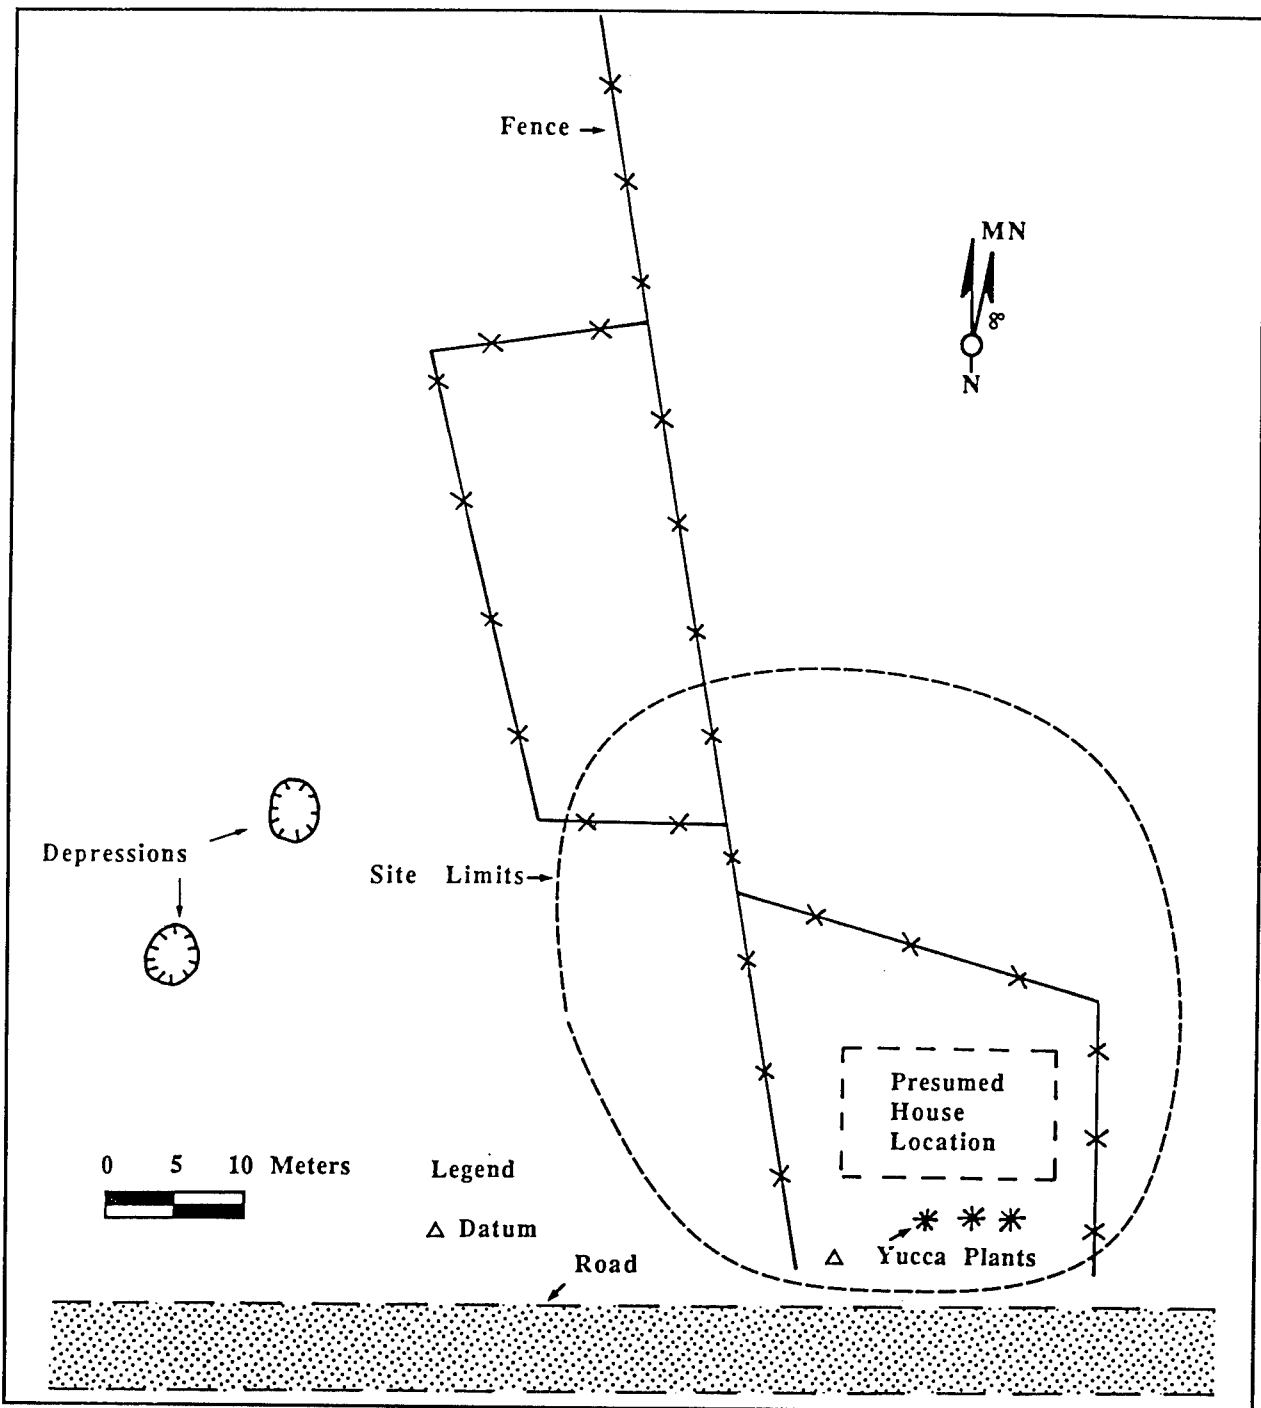 Fence
MN
8°
N
Depressions
Site Limits
Presumed
House
Location
0 5 10 Meters
Legend
Datum
Yucca Plants
Road